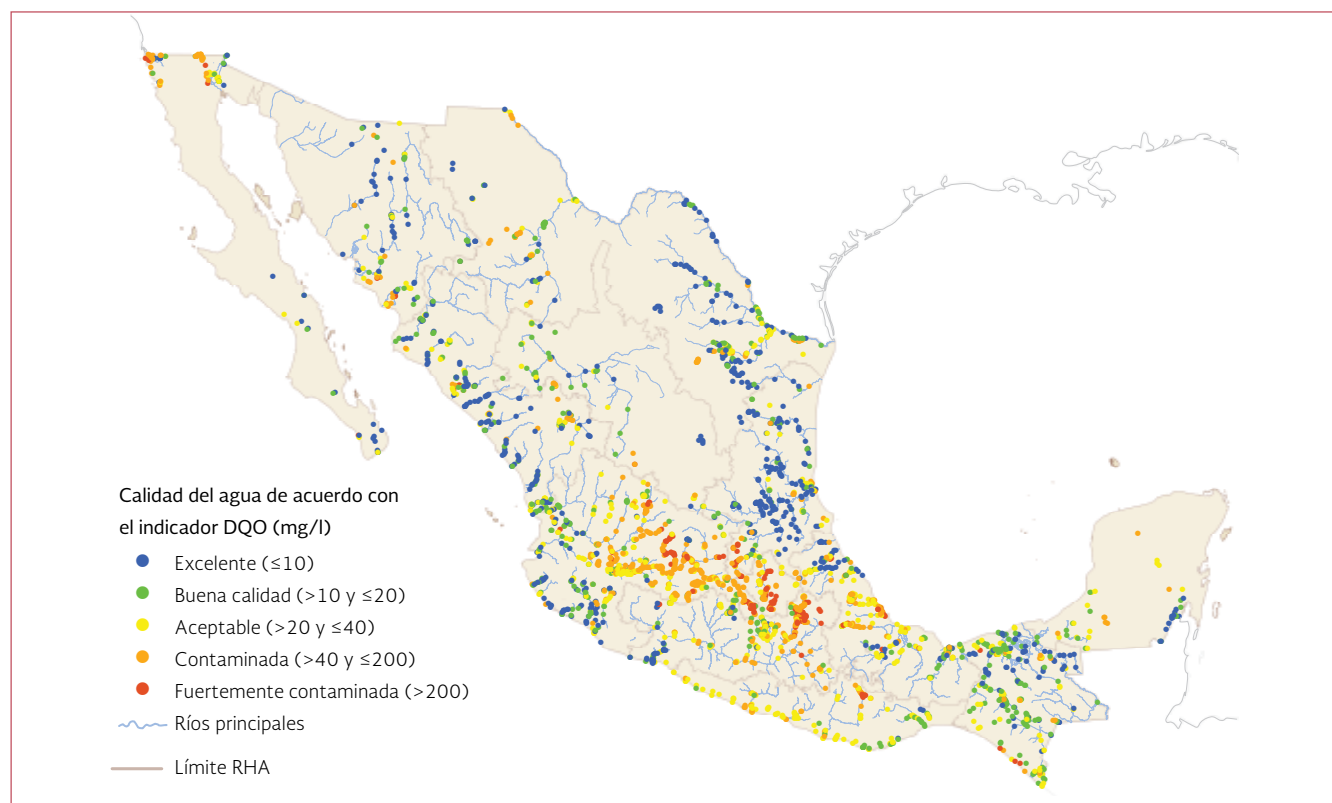 Calidad del agua de acuerdo con
el indicador DQO (mg/l)
Excelente (≤10)
Buena calidad (>10 y ≤20)
Aceptable (>20 y ≤40)
Contaminada (>40 y ≤200)
Fuertemente contaminada (>200)
Ríos principales
Límite RHA